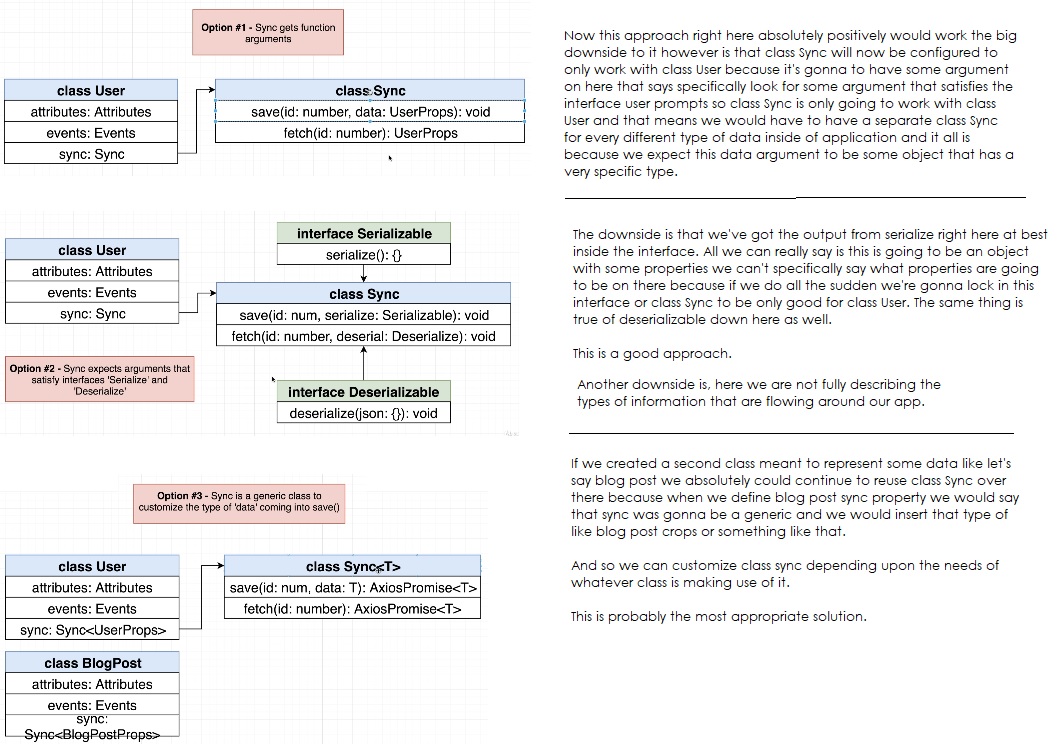 Option #1 - Sync gets function
arguments
class User
attributes: Attributes
events: Events
sync: Sync
class Sync
save(id: number, data: UserProps): void
fetch(id: number): UserProps
Now this approach right here absolutely positively would work the big
downside to it however is that class Sync will now be configured to
only work with class User because it's gonna to have some argument
on here that says specifically look for some argument that satisfies the
interface user prompts so class Sync is only going to work with class
User and that means we would have to have a separate class Sync
for every different type of data inside of application and it all is
because we expect this data argument to be some object that has a
very specific type.
class User
attributes: Attributes
events: Events
sync: Sync
Option #2 - Sync expects arguments that
satisfy interfaces 'Serialize' and
'Deserialize'
interface Serializable
serialize(): {}
class Sync
save(id: num, serialize: Serializable): void
fetch(id: number, deserial: Deserialize): void
interface Deserializable
deserialize(json: {}): void
The downside is that we've got the output from serialize right here at best
inside the interface. All we can really say is this is going to be an object
with some properties we can't specifically say what properties are going
to be on there because if we do all the sudden we're gonna lock in this
interface or class Sync to be only good for class User. The same thing is
true of deserializable down here as well.
This is a good approach.
Another downside is, here we are not fully describing the
types of information that are flowing around our app.
Option #3 - Sync is a generic class to
customize the type of 'data' coming into save()
class User
attributes: Attributes
events: Events
sync: Sync<UserProps>
class Sync<T>
save(id: num, data: T): AxiosPromise<T>
fetch(id: number): AxiosPromise<T>
class BlogPost
attributes: Attributes
events: Events
sync:
Sync<BlogPostProps>
If we created a second class meant to represent some data like let's
say blog post we absolutely could continue to reuse class Sync over
there because when we define blog post sync property we would say
that sync was gonna be a generic and we would insert that type of
like blog post crops or something like that.
And so we can customize class sync depending upon the needs of
whatever class is making use of it.
This is probably the most appropriate solution.